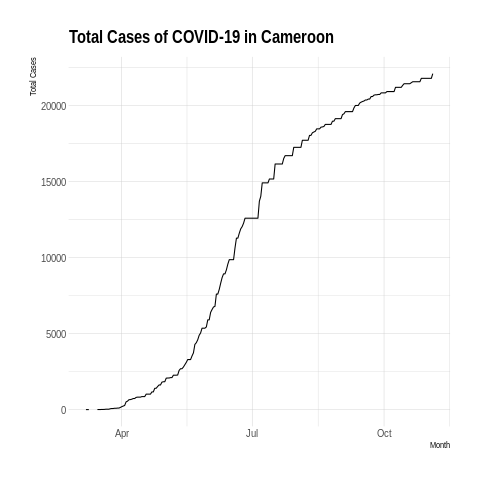 Total Cases of COVID-19 in Cameroon
Total Cases
20000
15000
10000
5000
0
Apr Jul Oct
Month